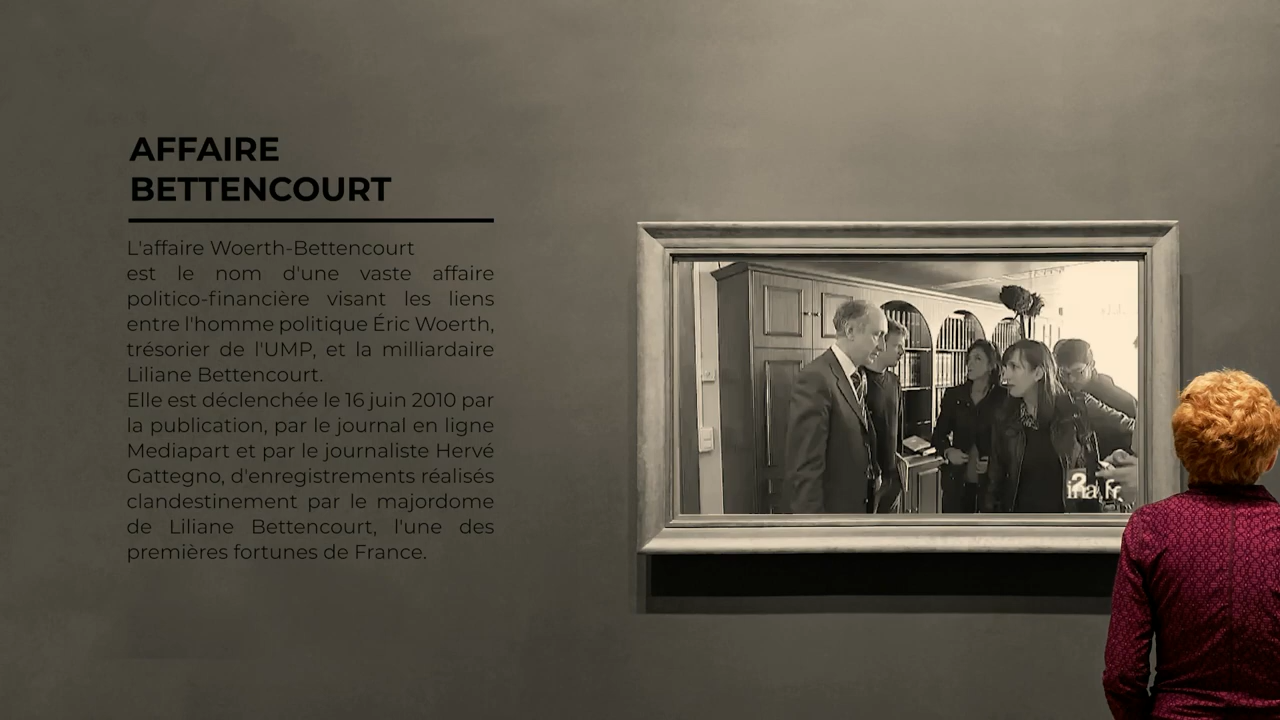 AFFAIRE
BETTENCOURT
L'affaire Woerth-Bettencourt
est le nom d'une vaste affaire
politico-financière visant les liens
entre l'homme politique Éric Woerth,
trésorier de l'UMP, et la milliardaire
Liliane Bettencourt.
Elle est déclenchée le 16 juin 2010 par
la publication, par le journal en ligne
Mediapart et par le journaliste Hervé
Gattegno, d'enregistrements réalisés
clandestinement par le majordome
de Liliane Bettencourt, l'une des
premières fortunes de France.
2
ina.fr